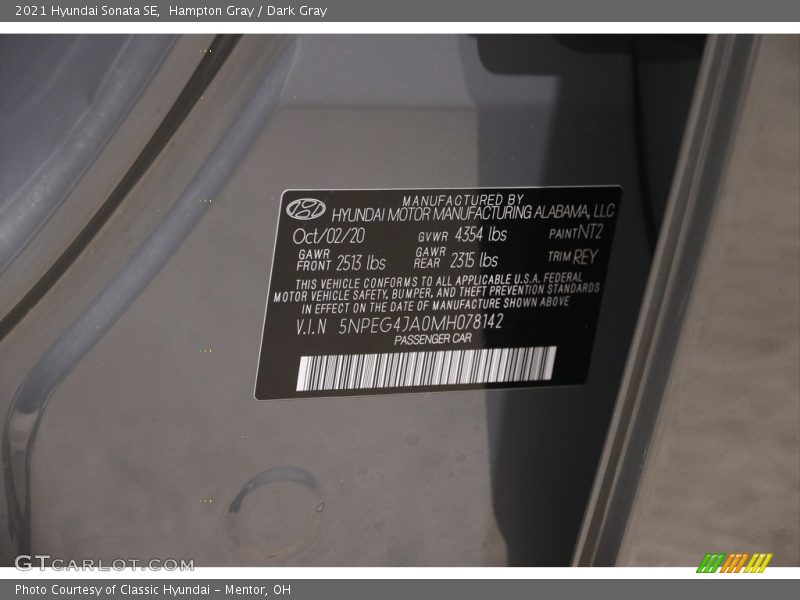 2021 Hyundai Sonata SE,  Hampton Gray / Dark Gray
MANUFACTURED BY
HYUNDAI MOTOR MANUFACTURING ALABAMA, LLC
Oct/02/20 GVWR 4354 lbs PAINT NT2
GAWR FRONT 2513 lbs GAWR REAR 2315 lbs TRIM REY
THIS VEHICLE CONFORMS TO ALL APPLICABLE U.S.A. FEDERAL
MOTOR VEHICLE SAFETY, BUMPER, AND THEFT PREVENTION STANDARDS
IN EFFECT ON THE DATE OF MANUFACTURE SHOWN ABOVE
V.I.N 5NPEG4JA0MH078142
PASSENGER CAR
GTCARLOT.COM
Photo Courtesy of Classic Hyundai - Mentor, OH